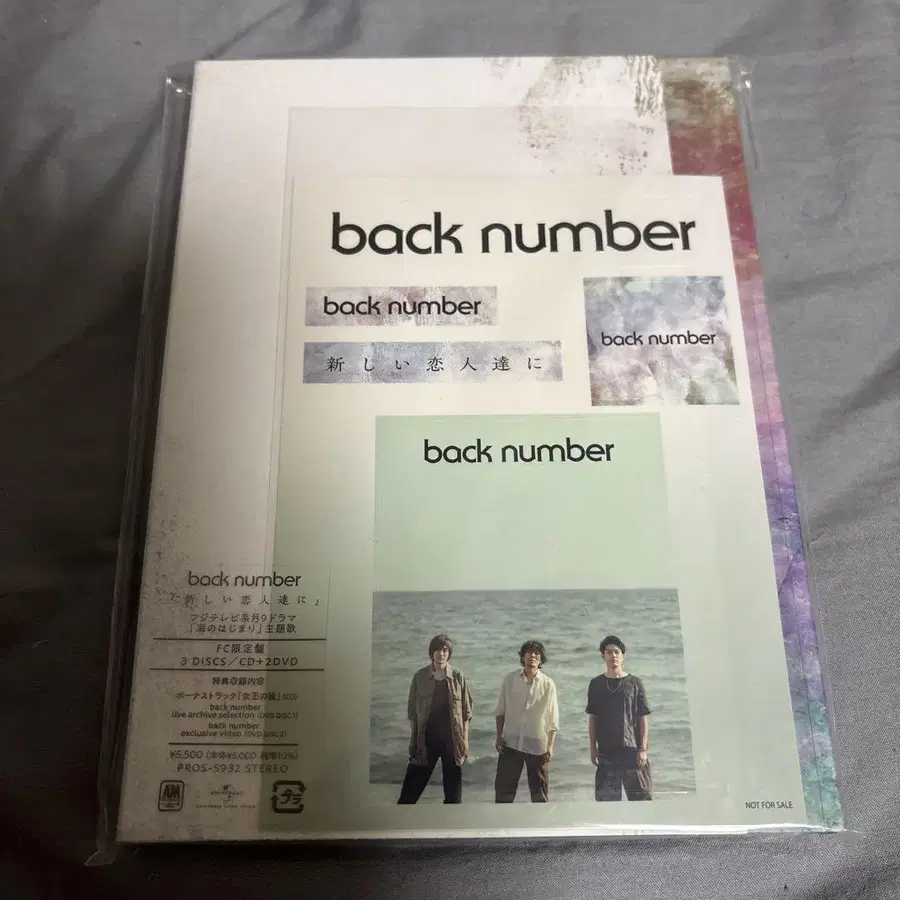 back number
back number
back number
新しい恋人達に
back number
back number
新しい恋人達に」
フジテレビ系月9ドラマ
「海のはじまり」主題歌
FC限定盤
3 DISCS／CD+2DVD
特典収録内容
ボーナストラック「女王の鏡」(CD)
back number
live archive selection (DVD DISC 1)
back number
exclusive video (DVD DISC 2)
¥5,500 (本体¥5,000 税率10%)
PROS-5932 STEREO
NOT FOR SALE